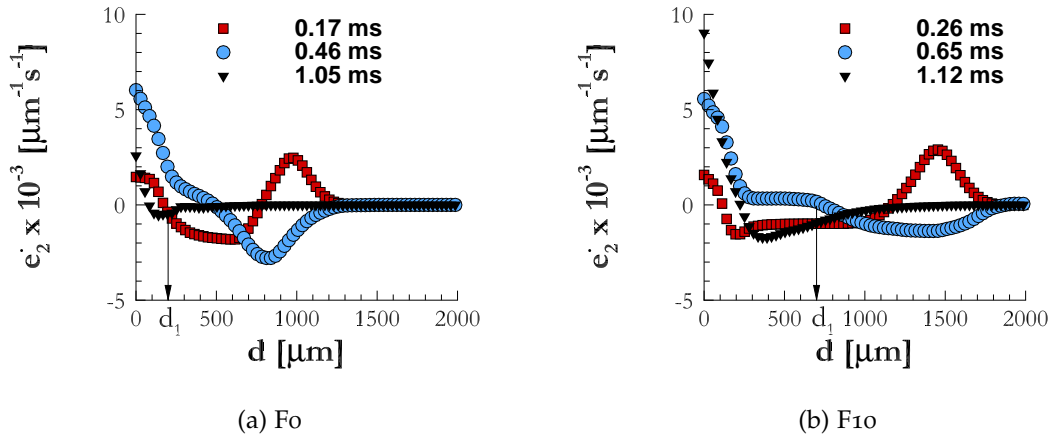 10
5
0
-5
0.17 ms
0.46 ms
1.05 ms
ė₂ x 10⁻³ [μm⁻¹s⁻¹]
0 d₁ 500 1000 1500 2000
d [μm]
(a) F0
10
5
0
-5
0.26 ms
0.65 ms
1.12 ms
ė₂ x 10⁻³ [μm⁻¹s⁻¹]
0 500 d₁ 1000 1500 2000
d [μm]
(b) F10